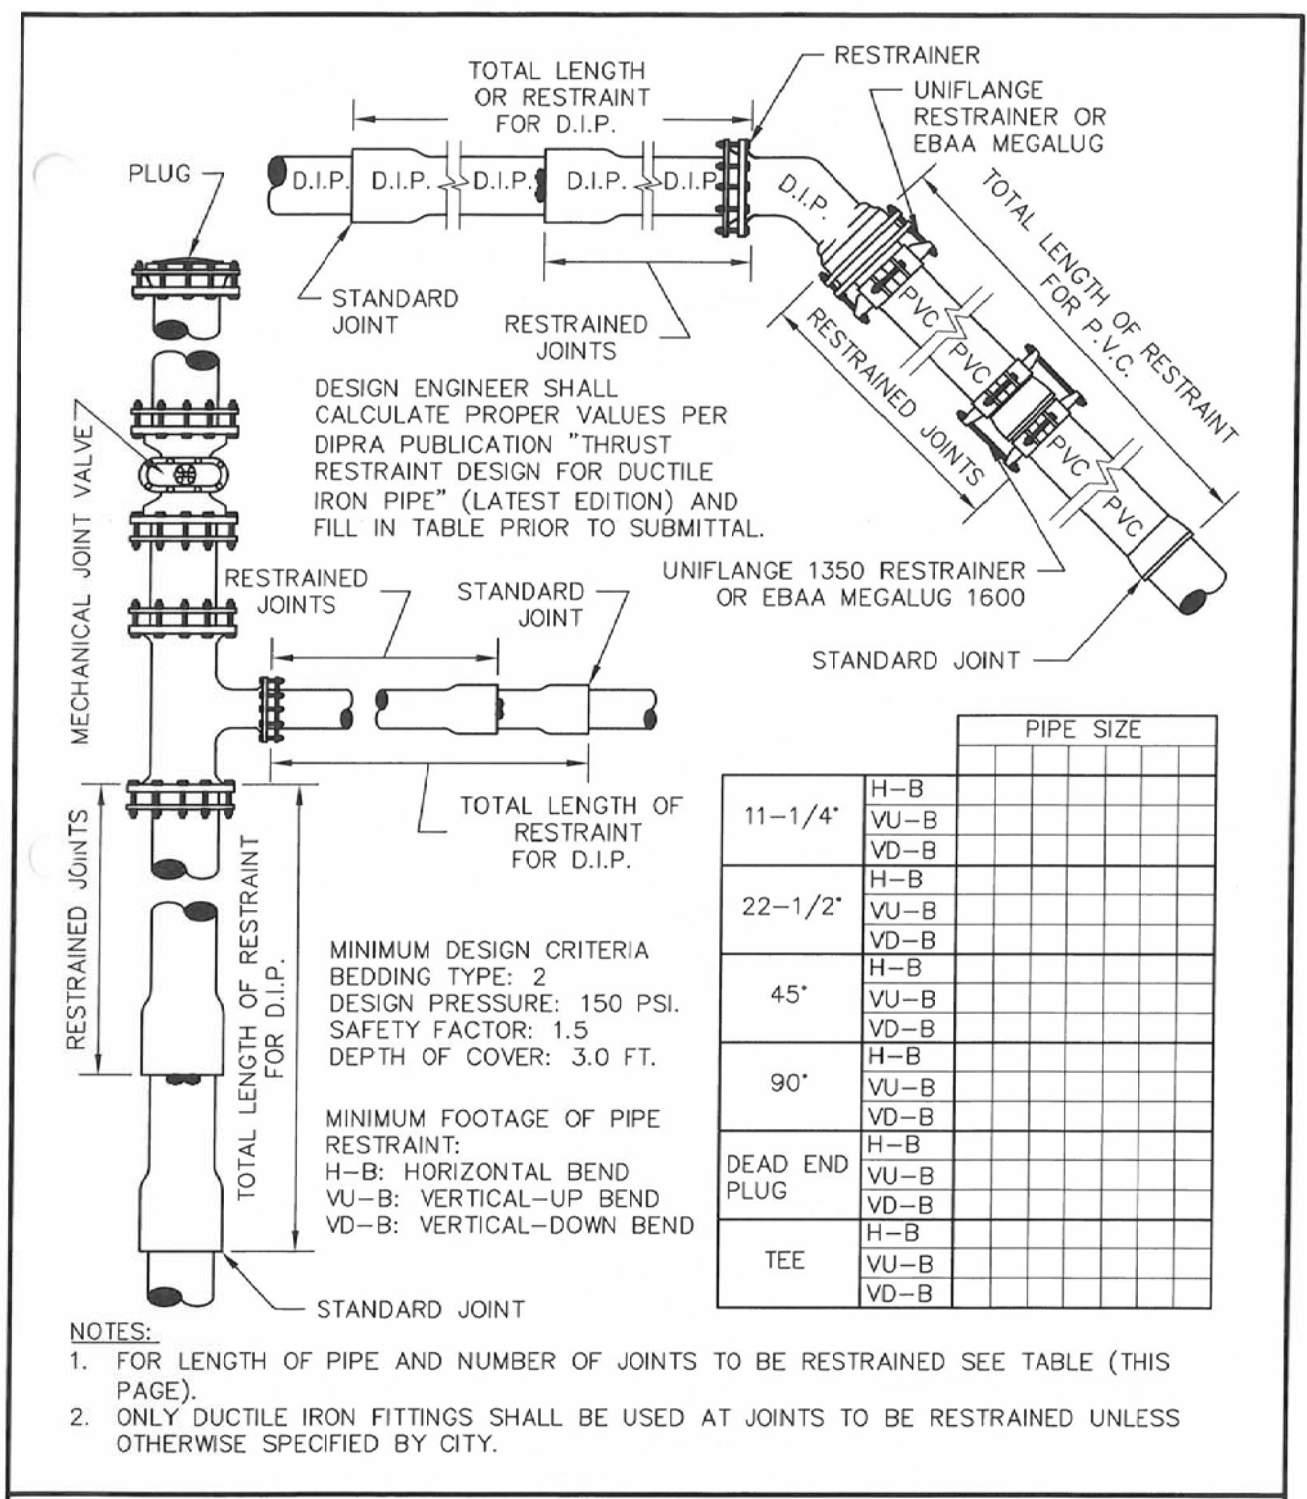 RESTRAINER
TOTAL LENGTH
OR RESTRAINT
FOR D.I.P.
UNIFLANGE
RESTRAINER OR
EBAA MEGALUG
PLUG
D.I.P.
D.I.P.
D.I.P.
D.I.P.
D.I.P.
D.I.P.
TOTAL LENGTH OF RESTRAINT
FOR P.V.C.
STANDARD
JOINT
RESTRAINED
JOINTS
PVC
PVC
PVC
PVC
RESTRAINED JOINTS
DESIGN ENGINEER SHALL
CALCULATE PROPER VALUES PER
DIPRA PUBLICATION "THRUST
RESTRAINT DESIGN FOR DUCTILE
IRON PIPE" (LATEST EDITION) AND
FILL IN TABLE PRIOR TO SUBMITTAL.
MECHANICAL JOINT VALVE
UNIFLANGE 1350 RESTRAINER
OR EBAA MEGALUG 1600
STANDARD JOINT
RESTRAINED
JOINTS
STANDARD
JOINT
TOTAL LENGTH OF
RESTRAINT
FOR D.I.P.
RESTRAINED JOINTS
TOTAL LENGTH OF RESTRAINT
FOR D.I.P.
MINIMUM DESIGN CRITERIA
BEDDING TYPE: 2
DESIGN PRESSURE: 150 PSI.
SAFETY FACTOR: 1.5
DEPTH OF COVER: 3.0 FT.
MINIMUM FOOTAGE OF PIPE
RESTRAINT:
H-B: HORIZONTAL BEND
VU-B: VERTICAL-UP BEND
VD-B: VERTICAL-DOWN BEND
STANDARD JOINT
PIPE SIZE
11-1/4°
H-B
VU-B
VD-B
22-1/2°
H-B
VU-B
VD-B
45°
H-B
VU-B
VD-B
90°
H-B
VU-B
VD-B
DEAD END
PLUG
H-B
VU-B
VD-B
TEE
H-B
VU-B
VD-B
NOTES:
1. FOR LENGTH OF PIPE AND NUMBER OF JOINTS TO BE RESTRAINED SEE TABLE (THIS
PAGE).
2. ONLY DUCTILE IRON FITTINGS SHALL BE USED AT JOINTS TO BE RESTRAINED UNLESS
OTHERWISE SPECIFIED BY CITY.